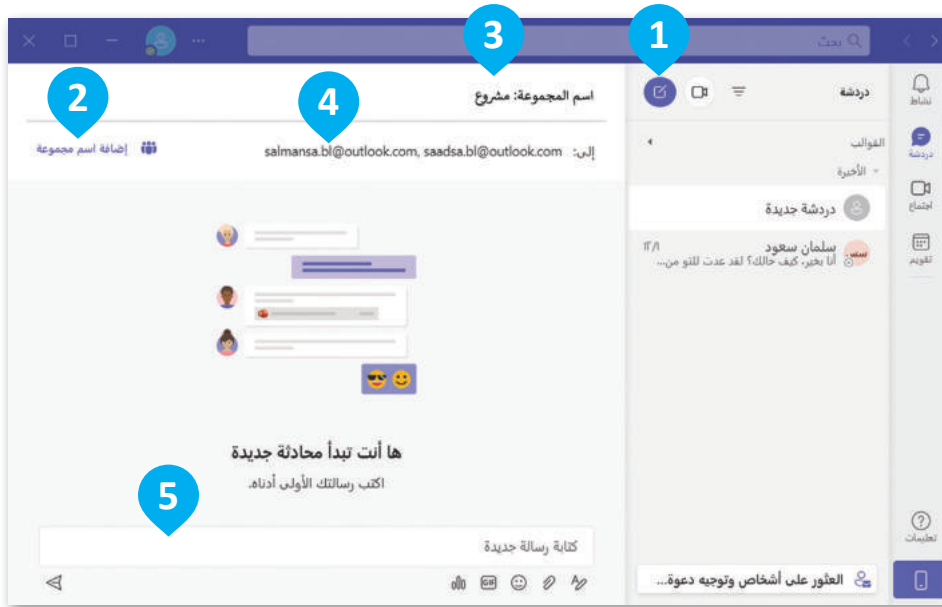 1
2
3
4
5
بحث
نشاط
دردشة
اجتماع
تقويم
تعليمات
دردشة
القوالب
الأخيرة
دردشة جديدة
سلمان سعود ١٢/٨
أنا بخير، كيف حالك؟ لقد عدت للتو من...
العثور على أشخاص وتوجيه دعوة...
اسم المجموعة: مشروع
إلى: salmansa.bl@outlook.com, saadsa.bl@outlook.com
إضافة اسم مجموعة
ها أنت تبدأ محادثة جديدة
اكتب رسالتك الأولى أدناه.
كتابة رسالة جديدة
GIF